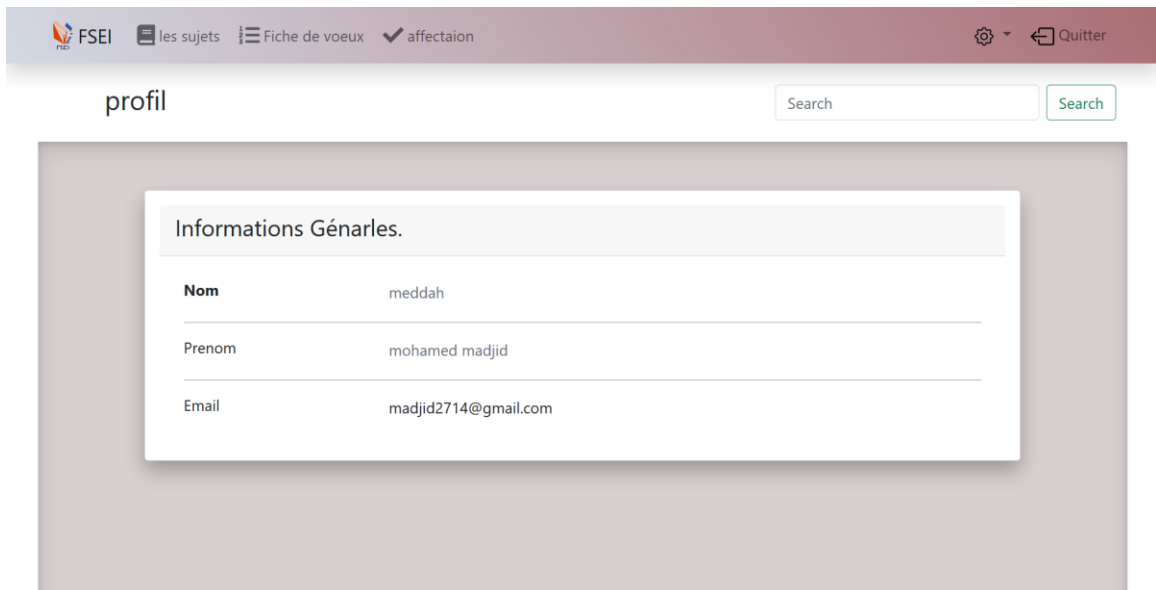 FSEI les sujets Fiche de voeux affectaion Quitter
FSEI
profil Search Search
Informations Génarles.
Nom meddah
Prenom mohamed madjid
Email madjid2714@gmail.com